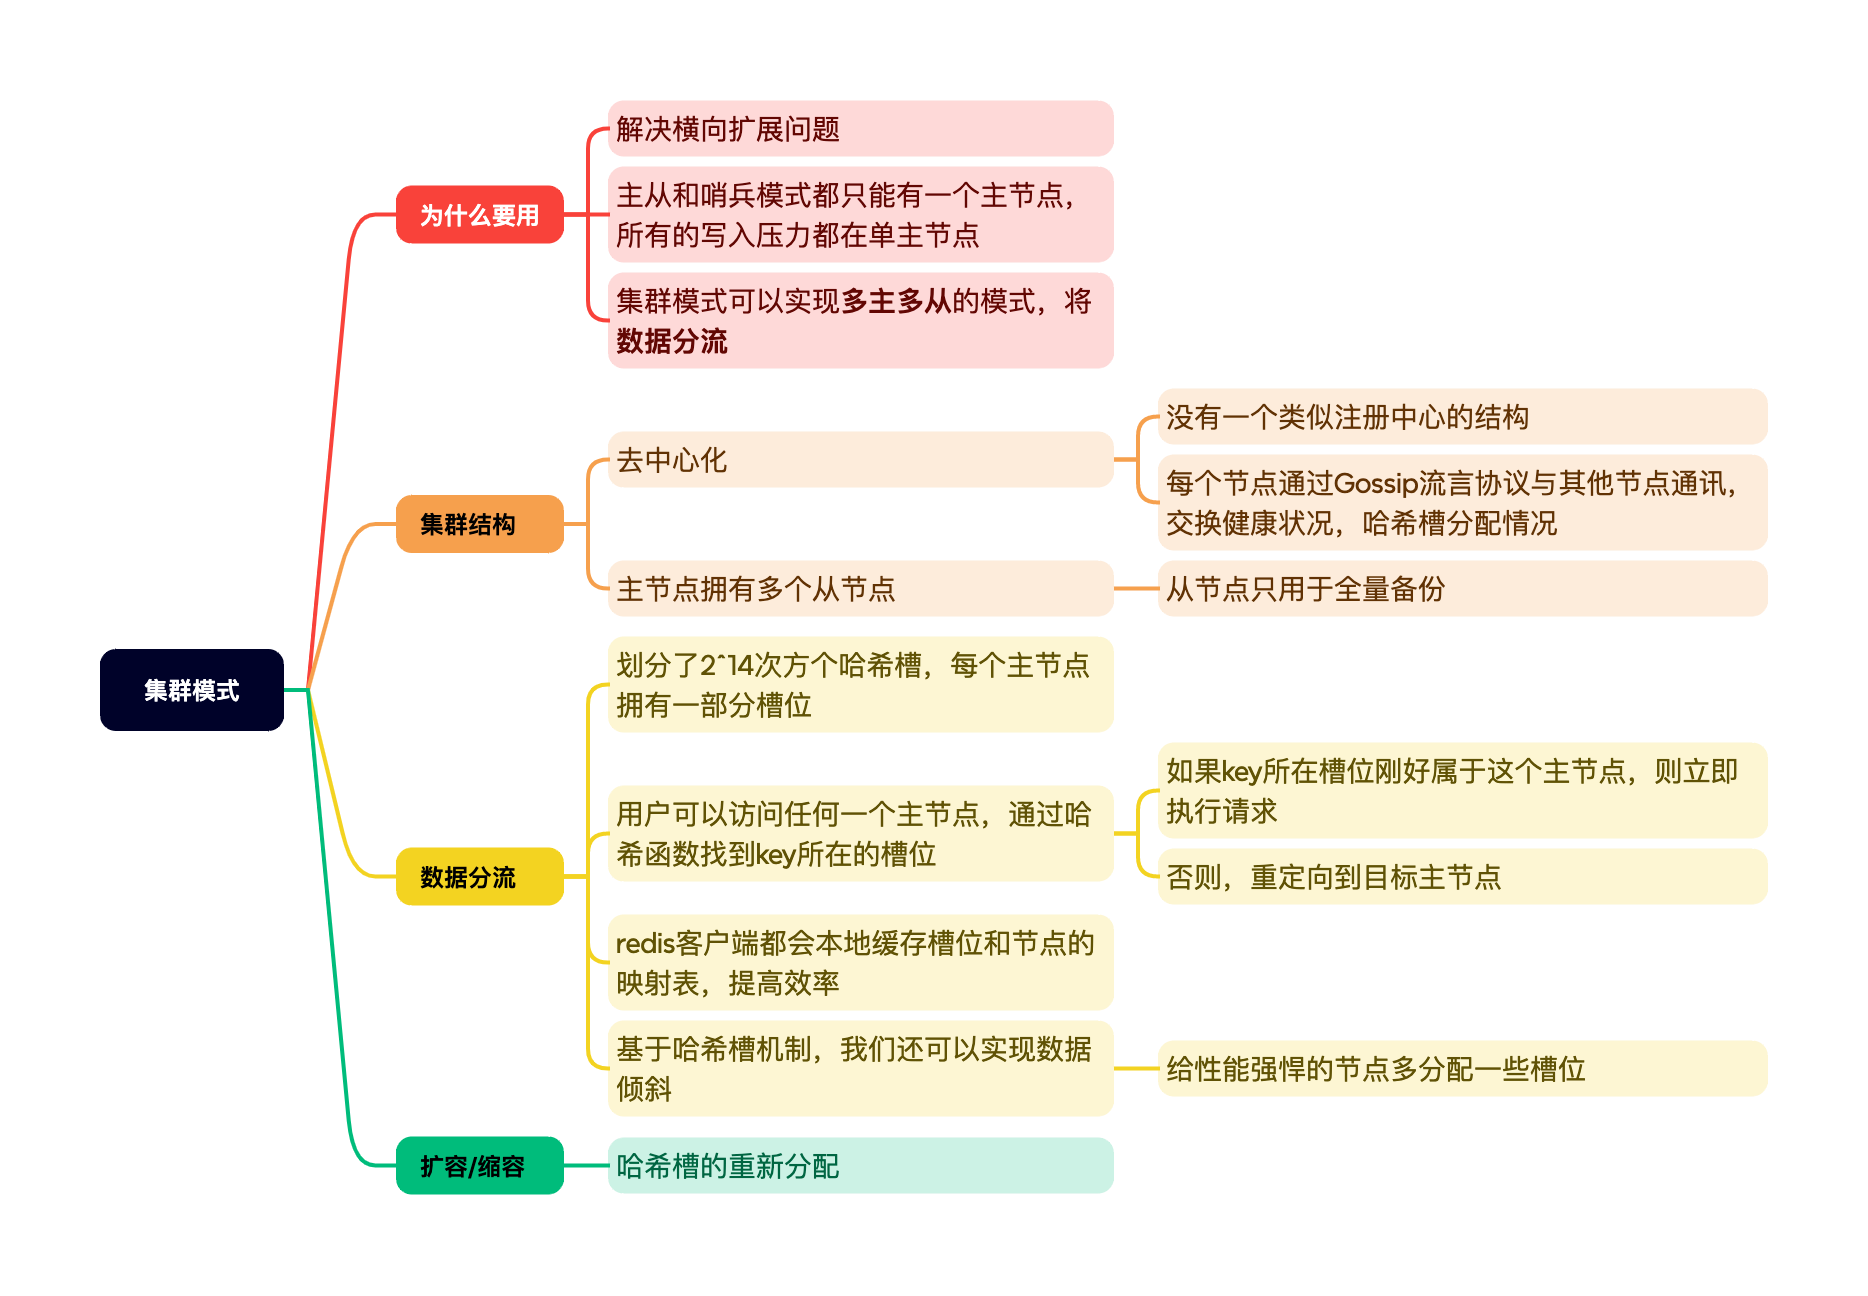 集群模式
为什么要用
解决横向扩展问题
主从和哨兵模式都只能有一个主节点，
所有的写入压力都在单主节点
集群模式可以实现多主多从的模式，将
数据分流
集群结构
去中心化
没有一个类似注册中心的结构
每个节点通过Gossip流言协议与其他节点通讯，
交换健康状况，哈希槽分配情况
主节点拥有多个从节点
从节点只用于全量备份
数据分流
划分了2^14次方个哈希槽，每个主节点
拥有一部分槽位
用户可以访问任何一个主节点，通过哈
希函数找到key所在的槽位
如果key所在槽位刚好属于这个主节点，则立即
执行请求
否则，重定向到目标主节点
redis客户端都会本地缓存槽位和节点的
映射表，提高效率
基于哈希槽机制，我们还可以实现数据
倾斜
给性能强悍的节点多分配一些槽位
扩容/缩容
哈希槽的重新分配